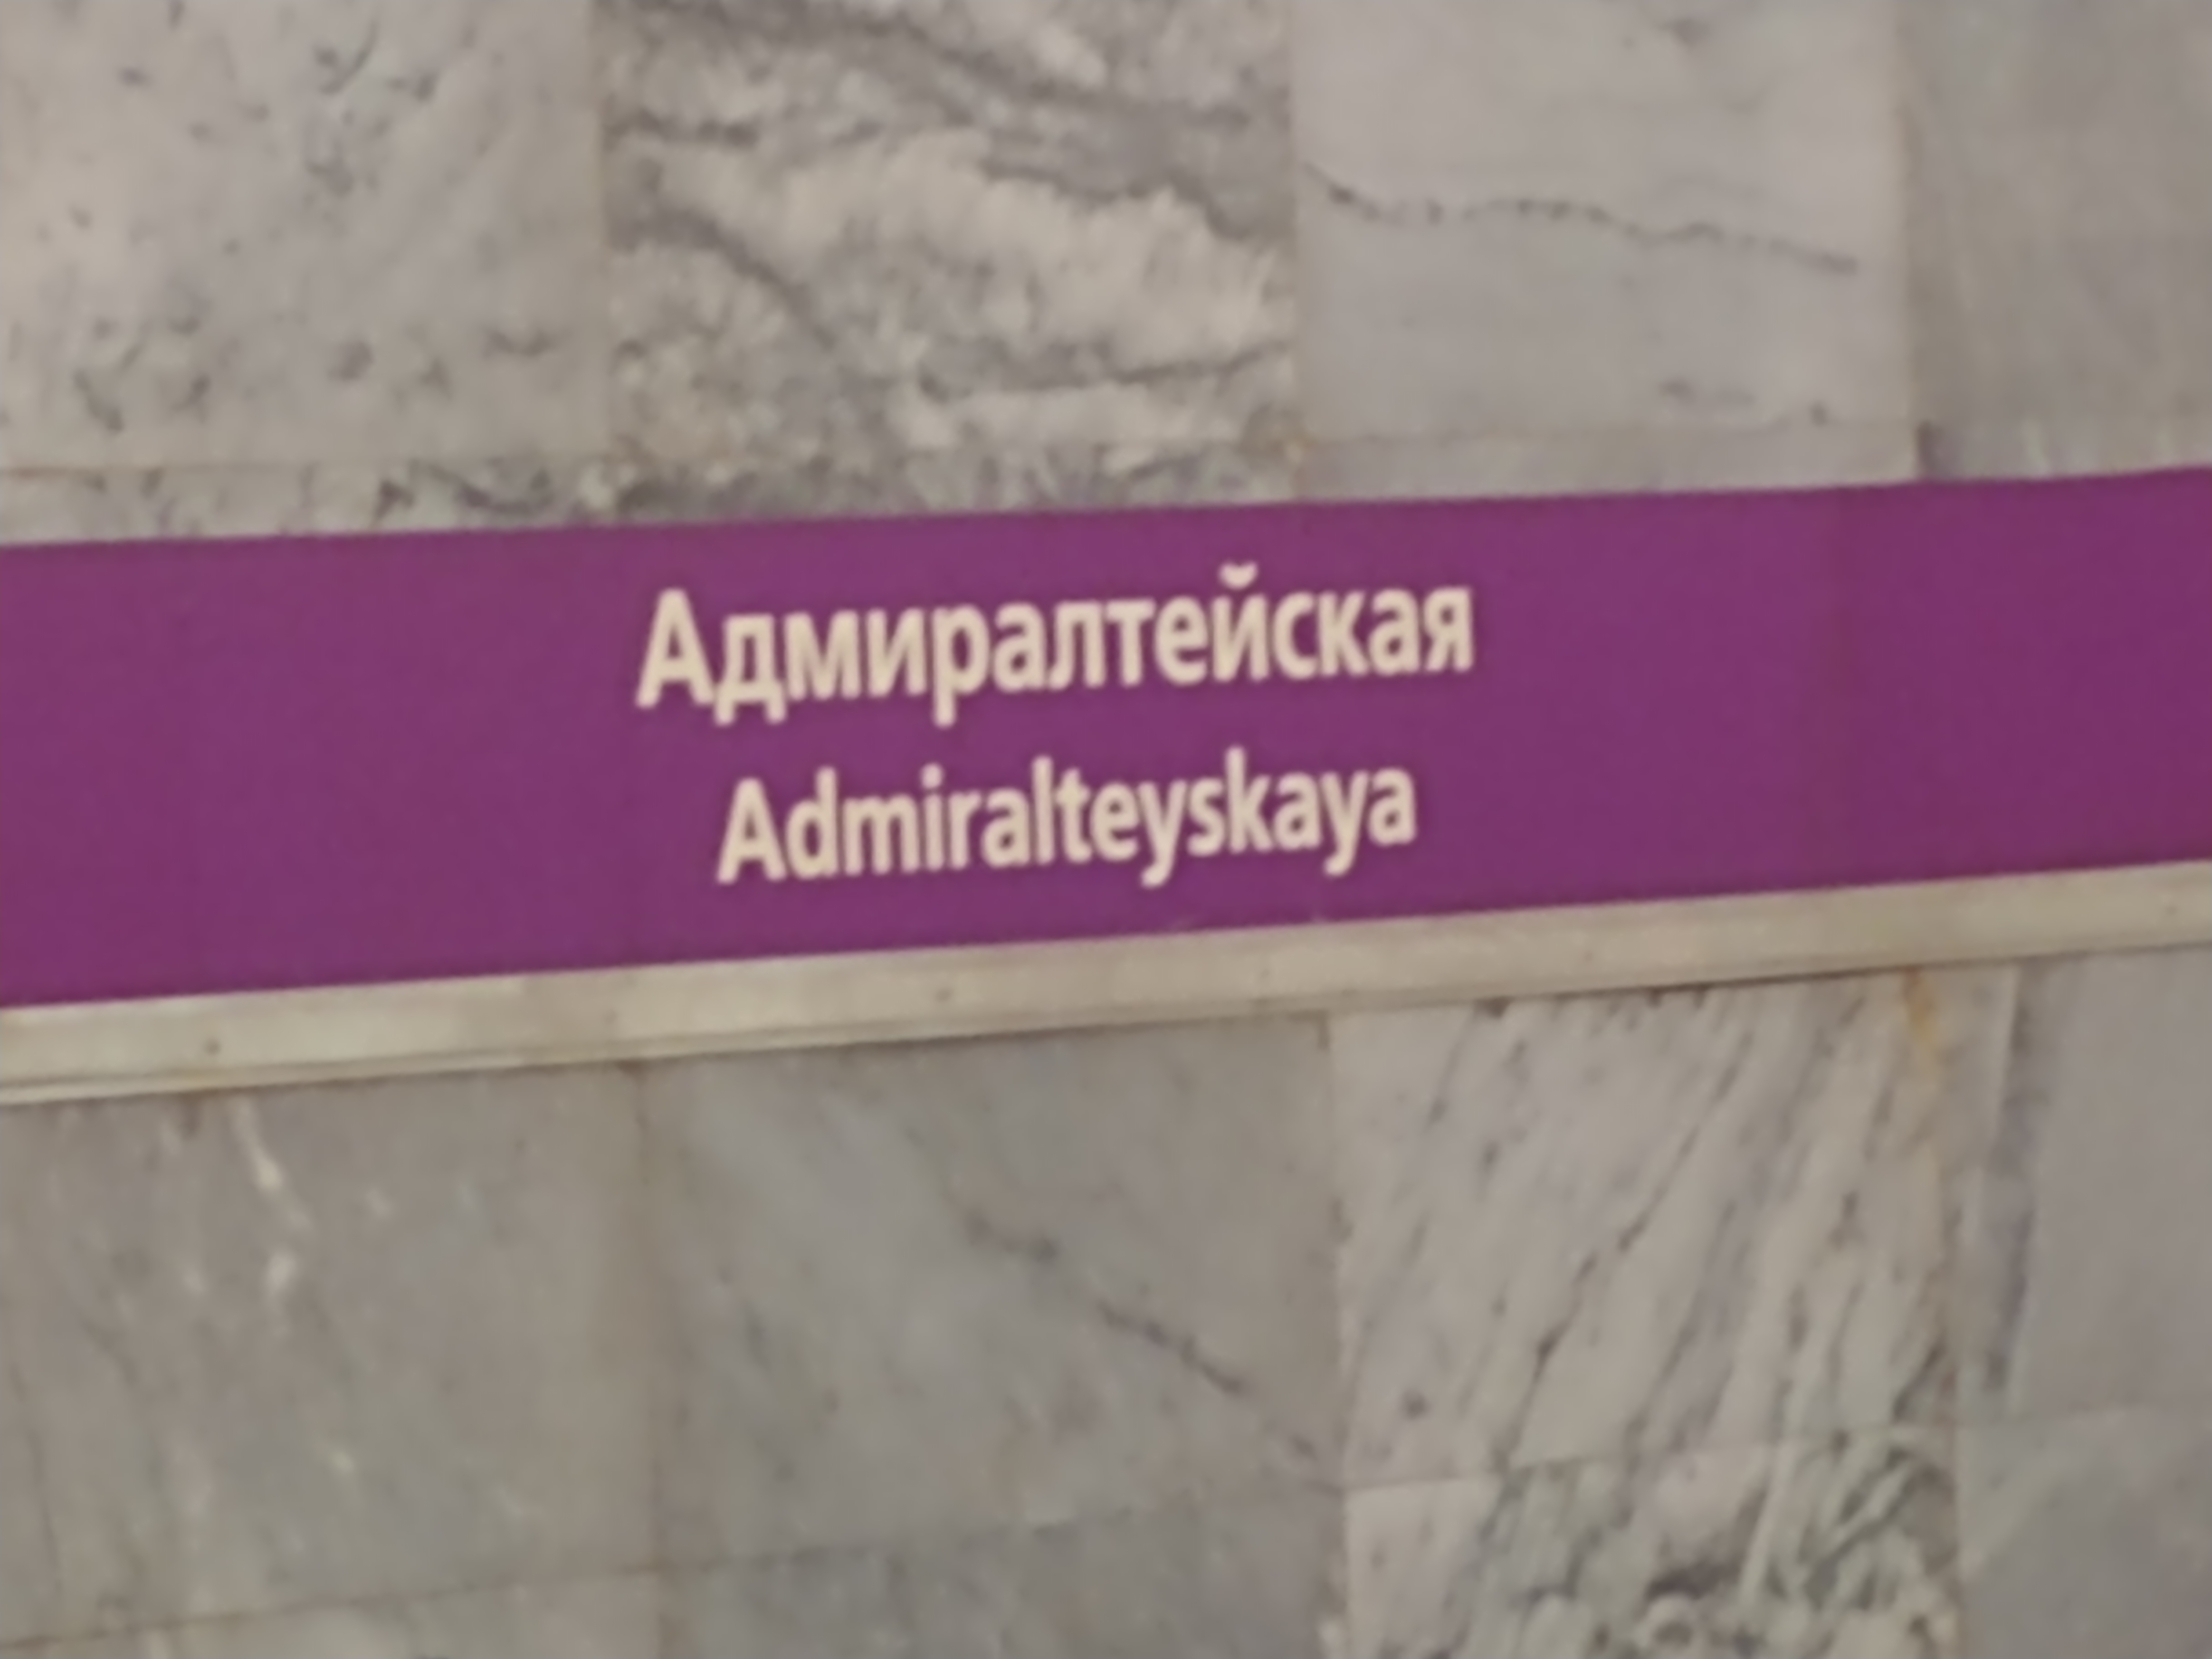 Адмиралтейская
Admiralteyskaya